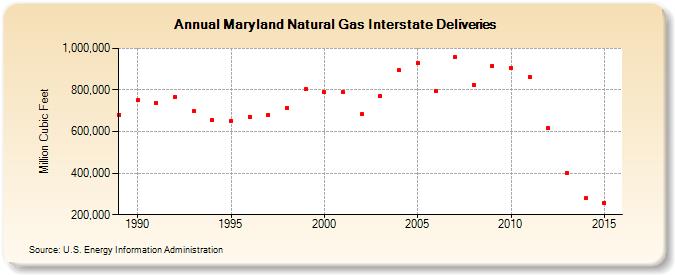 Annual Maryland Natural Gas Interstate Deliveries
Million Cubic Feet
1,000,000
800,000
600,000
400,000
200,000
1990 1995 2000 2005 2010 2015
Source: U.S. Energy Information Administration